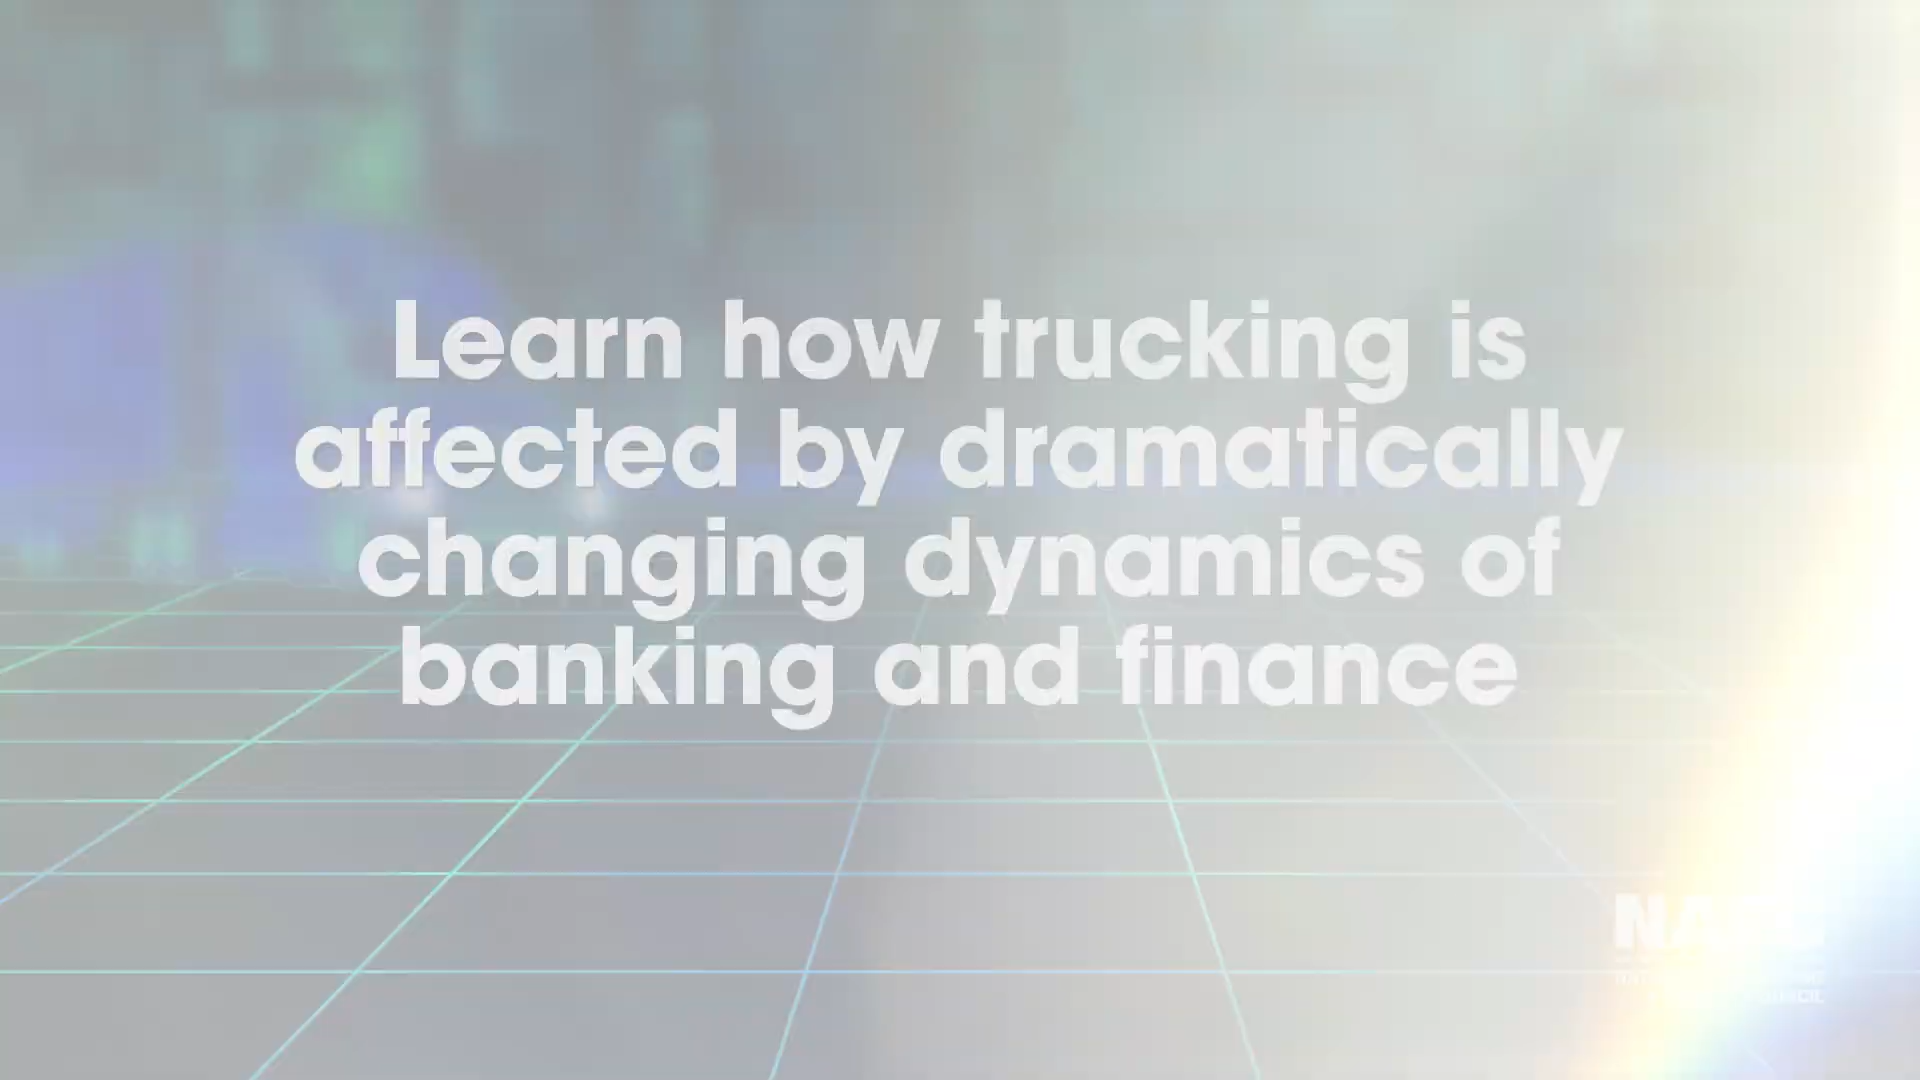 Learn how trucking is
affected by dramatically
changing dynamics of
banking and finance